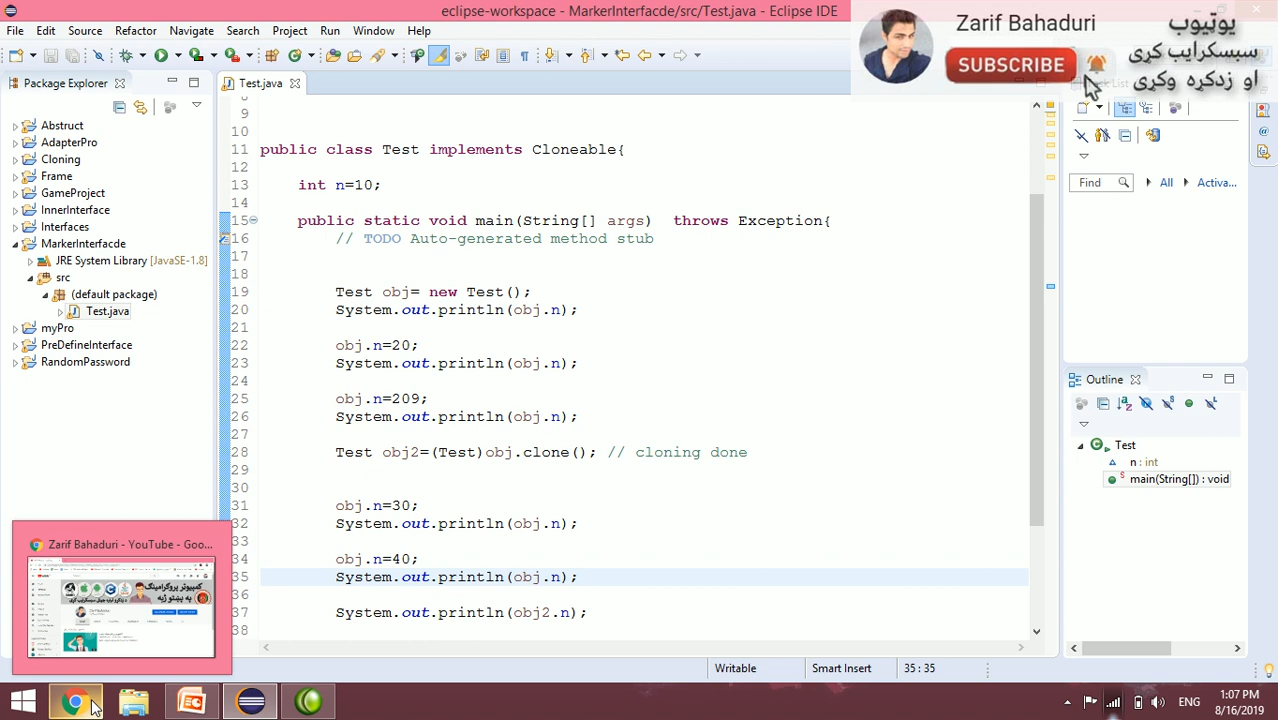 eclipse-workspace - MarkerInterfacde/src/Test.java - Eclipse IDE
File Edit Source Refactor Navigate Search Project Run Window Help
Zarif Bahaduri
SUBSCRIBE
یوټیوب
سبسکرایب کړی
او زدکړه وکړی
Package Explorer
Abstruct
AdapterPro
Cloning
Frame
GameProject
InnerInterface
Interfaces
MarkerInterfacde
JRE System Library [JavaSE-1.8]
src
(default package)
Test.java
myPro
PreDefineInterface
RandomPassword
Test.java
9
10
11 public class Test implements Cloneable{
12
13 int n=10;
14
15 public static void main(String[] args) throws Exception{
16 // TODO Auto-generated method stub
17
18
19 Test obj= new Test();
20 System.out.println(obj.n);
21
22 obj.n=20;
23 System.out.println(obj.n);
24
25 obj.n=209;
26 System.out.println(obj.n);
27
28 Test obj2=(Test)obj.clone(); // cloning done
29
30
31 obj.n=30;
32 System.out.println(obj.n);
33
34 obj.n=40;
35 System.out.println(obj.n);
36
37 System.out.println(obj2.n);
38
List
Find All Activa...
Outline
Test
n : int
main(String[]) : void
Zarif Bahaduri - YouTube - Goo...
کمپیوټر پروګرامینګ
په پښتو ژبه
Writable Smart Insert 35 : 35
ENG
1:07 PM
8/16/2019